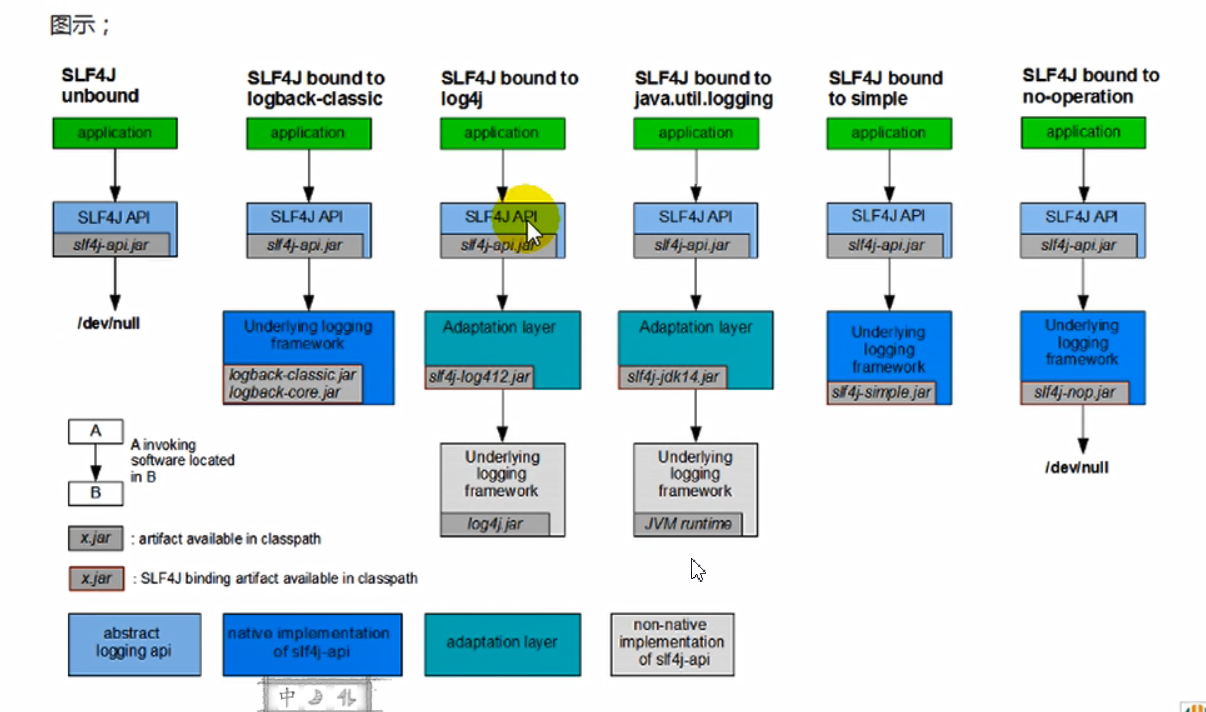 图示；
SLF4J
unbound
application
SLF4J API
slf4j-api.jar
/dev/null
SLF4J bound to
logback-classic
application
SLF4J API
slf4j-api.jar
Underlying logging
framework
logback-classic.jar
logback-core.jar
SLF4J bound to
log4j
application
SLF4J API
slf4j-api.jar
Adaptation layer
slf4j-log412.jar
Underlying
logging
framework
log4j.jar
SLF4J bound to
java.util.logging
application
SLF4J API
slf4j-api.jar
Adaptation layer
slf4j-jdk14.jar
Underlying
logging
framework
JVM runtime
SLF4J bound
to simple
application
SLF4J API
slf4j-api.jar
Underlying
logging
framework
slf4j-simple.jar
SLF4J bound to
no-operation
application
SLF4J API
slf4j-api.jar
Underlying
logging
framework
slf4j-nop.jar
/dev/null
A
B
A invoking
software located
in B
x.jar : artifact available in classpath
x.jar : SLF4J binding artifact available in classpath
abstract
logging api
native implementation
of slf4j-api
adaptation layer
non-native
implementation
of slf4j-api
中